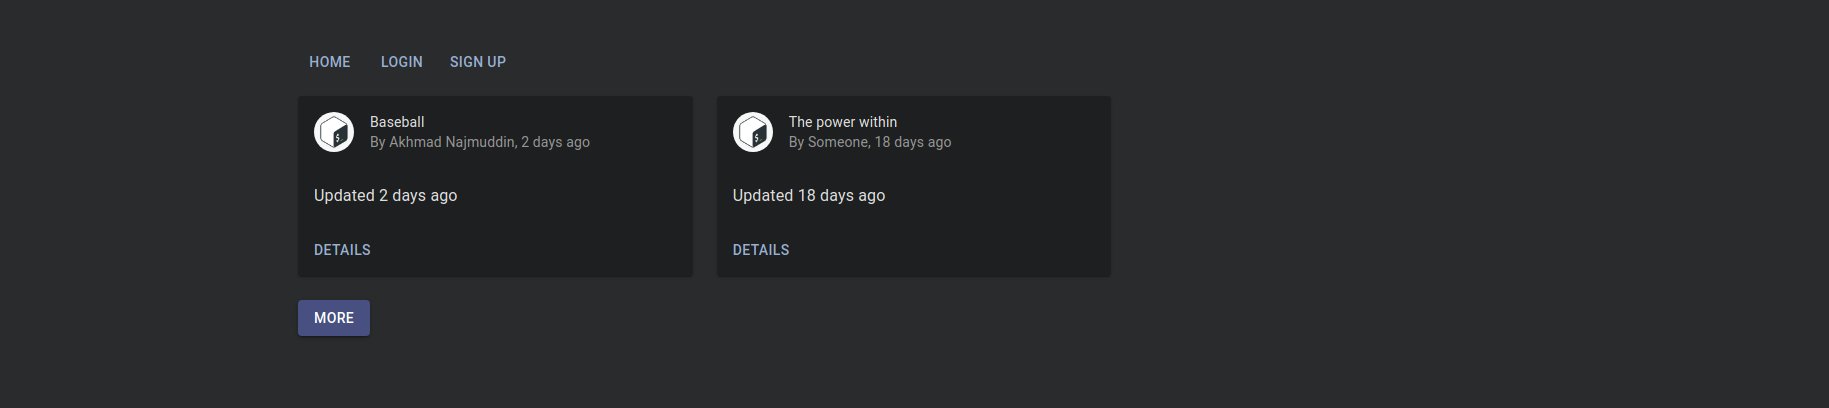 HOME LOGIN SIGN UP
Baseball
By Akhmad Najmuddin, 2 days ago
Updated 2 days ago
DETAILS
The power within
By Someone, 18 days ago
Updated 18 days ago
DETAILS
MORE